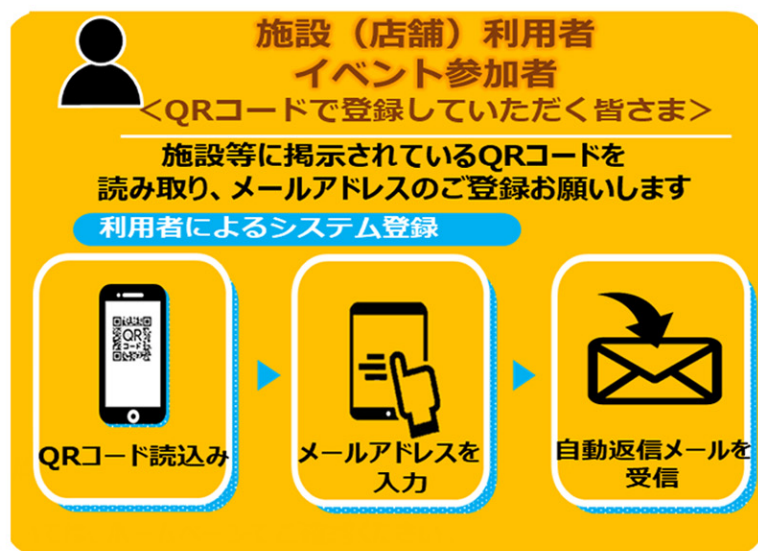 施設（店舗）利用者
イベント参加者
＜QRコードで登録していただく皆さま＞
施設等に掲示されているQRコードを
読み取り、メールアドレスのご登録お願いします
利用者によるシステム登録
QR
コード
QRコード読込み
メールアドレスを
入力
自動返信メールを
受信